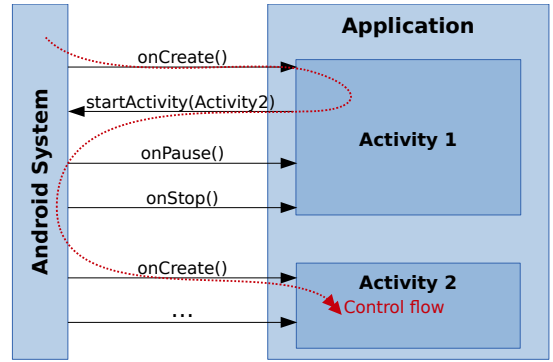 Application
Android System
onCreate()
startActivity(Activity2)
Activity 1
onPause()
onStop()
onCreate()
Activity 2
Control flow
...